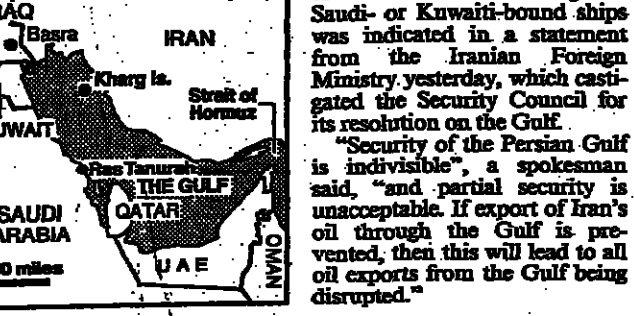 IRAN
Basra
Kharg Is.
Strait of
Hormuz
Ras Tanurah
THE GULF
QATAR
SAUDI
UAE
OMAN
miles
Saudi- or Kuwaiti-bound ships
was indicated in a statement
from the Iranian Foreign
Ministry yesterday, which casti-
gated the Security Council for
its resolution on the Gulf.
“Security of the Persian Gulf
is indivisible”, a spokesman
said, “and partial security is
unacceptable. If export of Iran's
oil through the Gulf is pre-
vented, then this will lead to all
oil exports from the Gulf being
disrupted.”